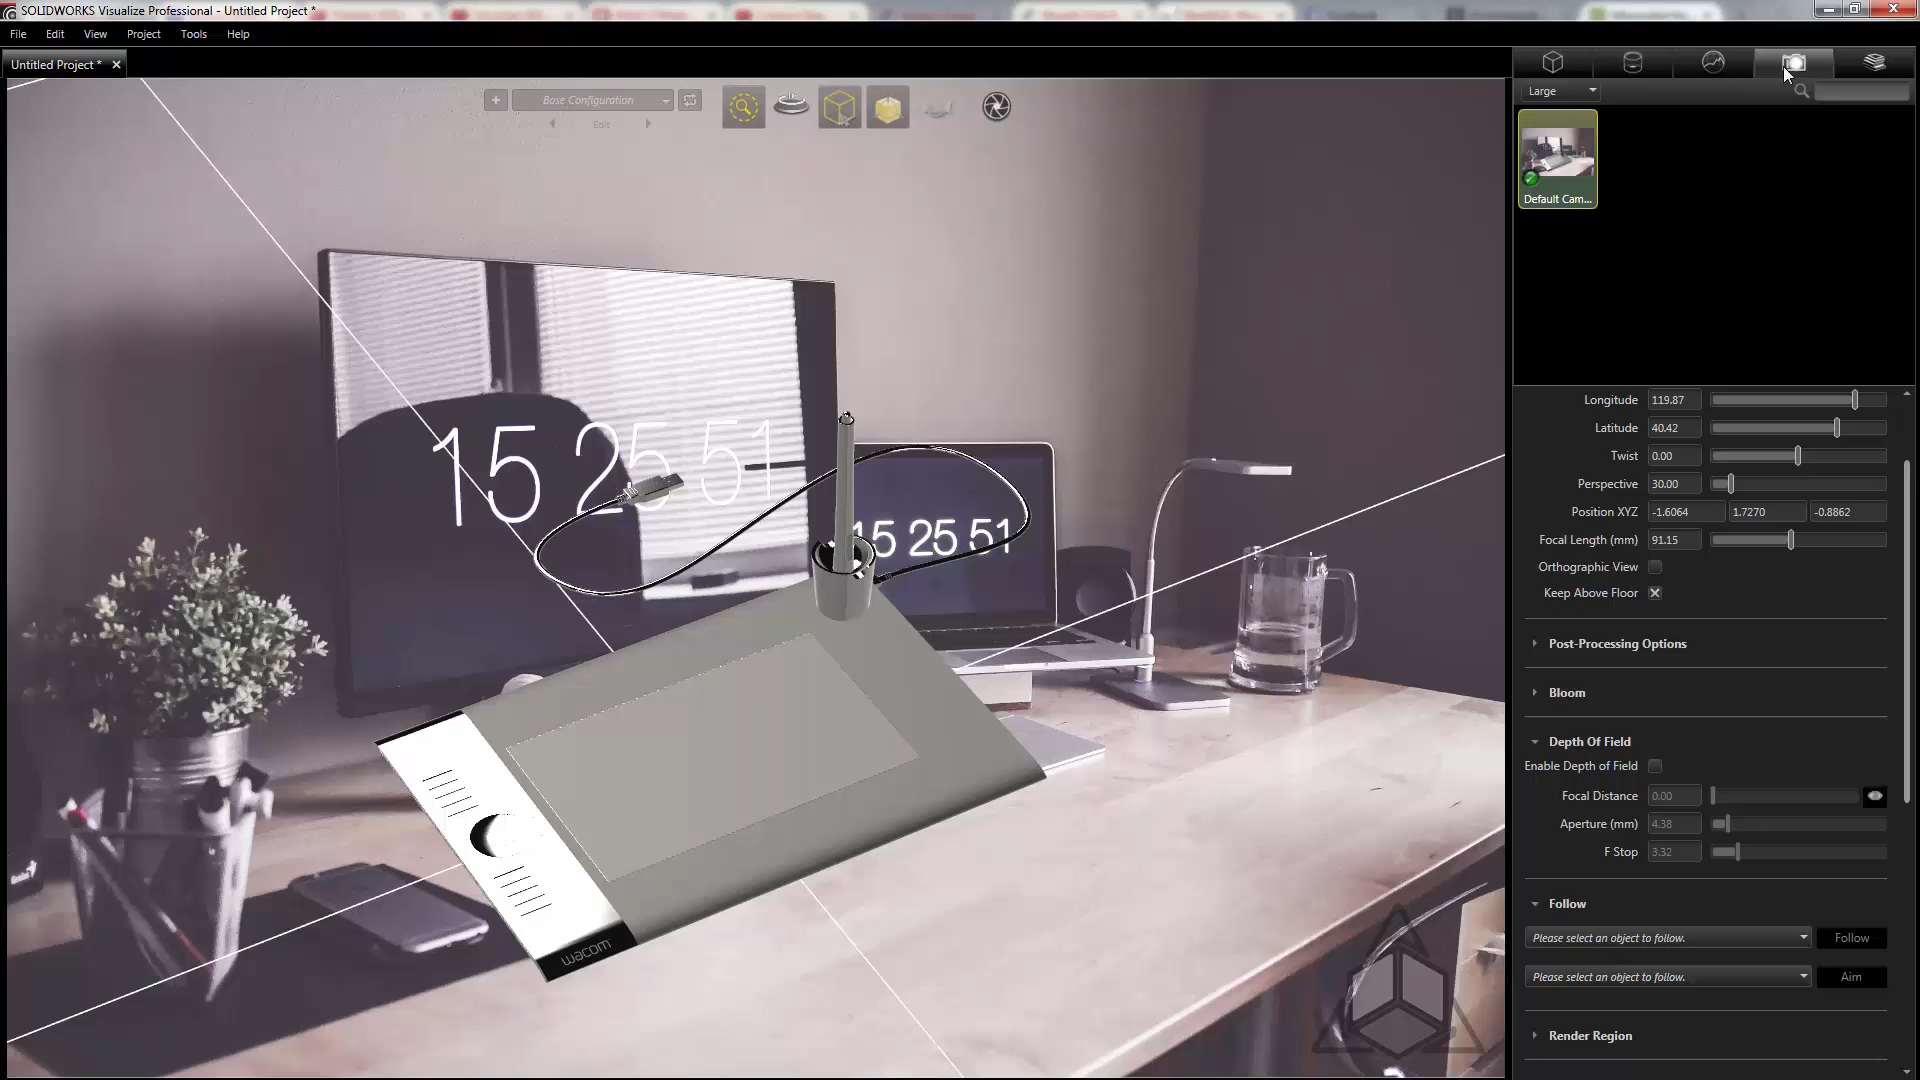 SOLIDWORKS Visualize Professional - Untitled Project *
File Edit View Project Tools Help
Untitled Project *
Base Configuration
Edit
Large
Default Cam...
Longitude 119.87
Latitude 40.42
Twist 0.00
Perspective 30.00
Position XYZ -1.6064 1.7270 -0.8862
Focal Length (mm) 91.15
Orthographic View
Keep Above Floor
Post-Processing Options
Bloom
Depth Of Field
Enable Depth of Field
Focal Distance 0.00
Aperture (mm) 4.38
F Stop 3.32
Follow
Please select an object to follow. Follow
Please select an object to follow. Aim
Render Region
15 25 51
15 25 51
wacom
Genius